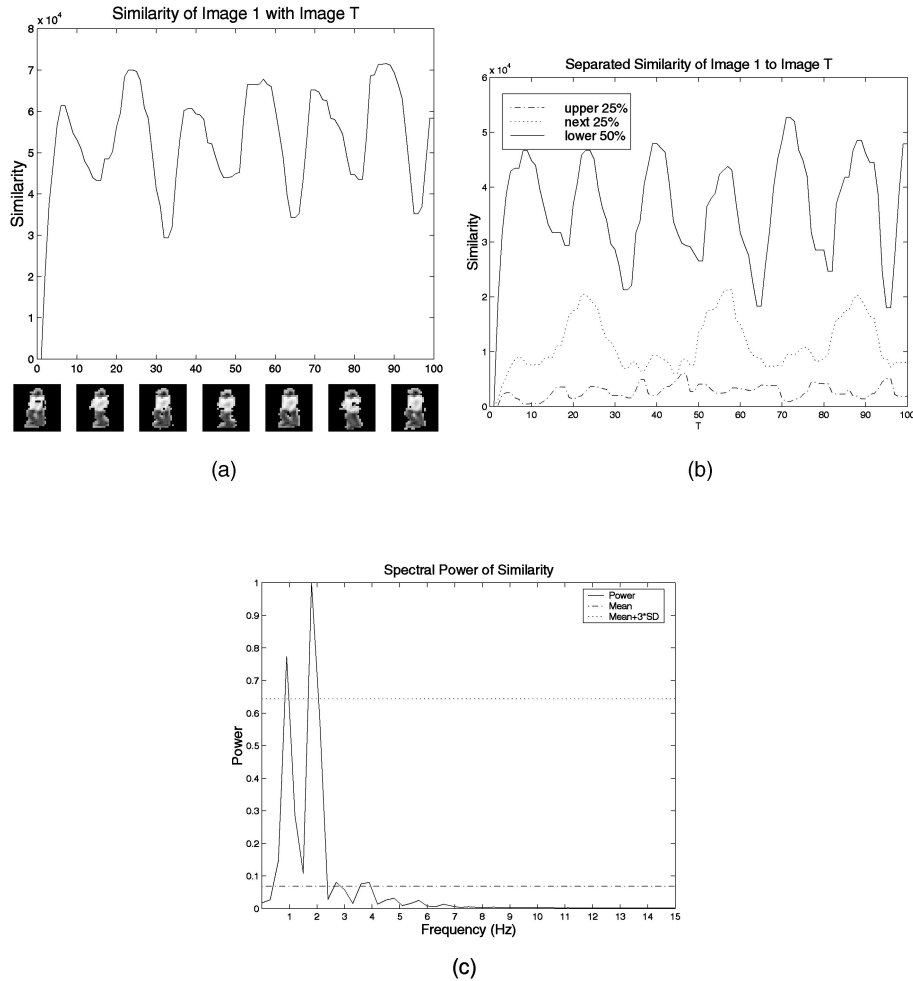 Similarity of Image 1 with Image T
x 10⁴
8
7
6
5
4
3
2
1
0
Similarity
0 10 20 30 40 50 60 70 80 90 100
(a)
Separated Similarity of Image 1 to Image T
x 10⁴
6
5
4
3
2
1
0
Similarity
upper 25%
next 25%
lower 50%
0 10 20 30 40 50 60 70 80 90 100
T
(b)
Spectral Power of Similarity
1
0.9
0.8
0.7
0.6
0.5
0.4
0.3
0.2
0.1
0
Power
Power
Mean
Mean+3*SD
1 2 3 4 5 6 7 8 9 10 11 12 13 14 15
Frequency (Hz)
(c)